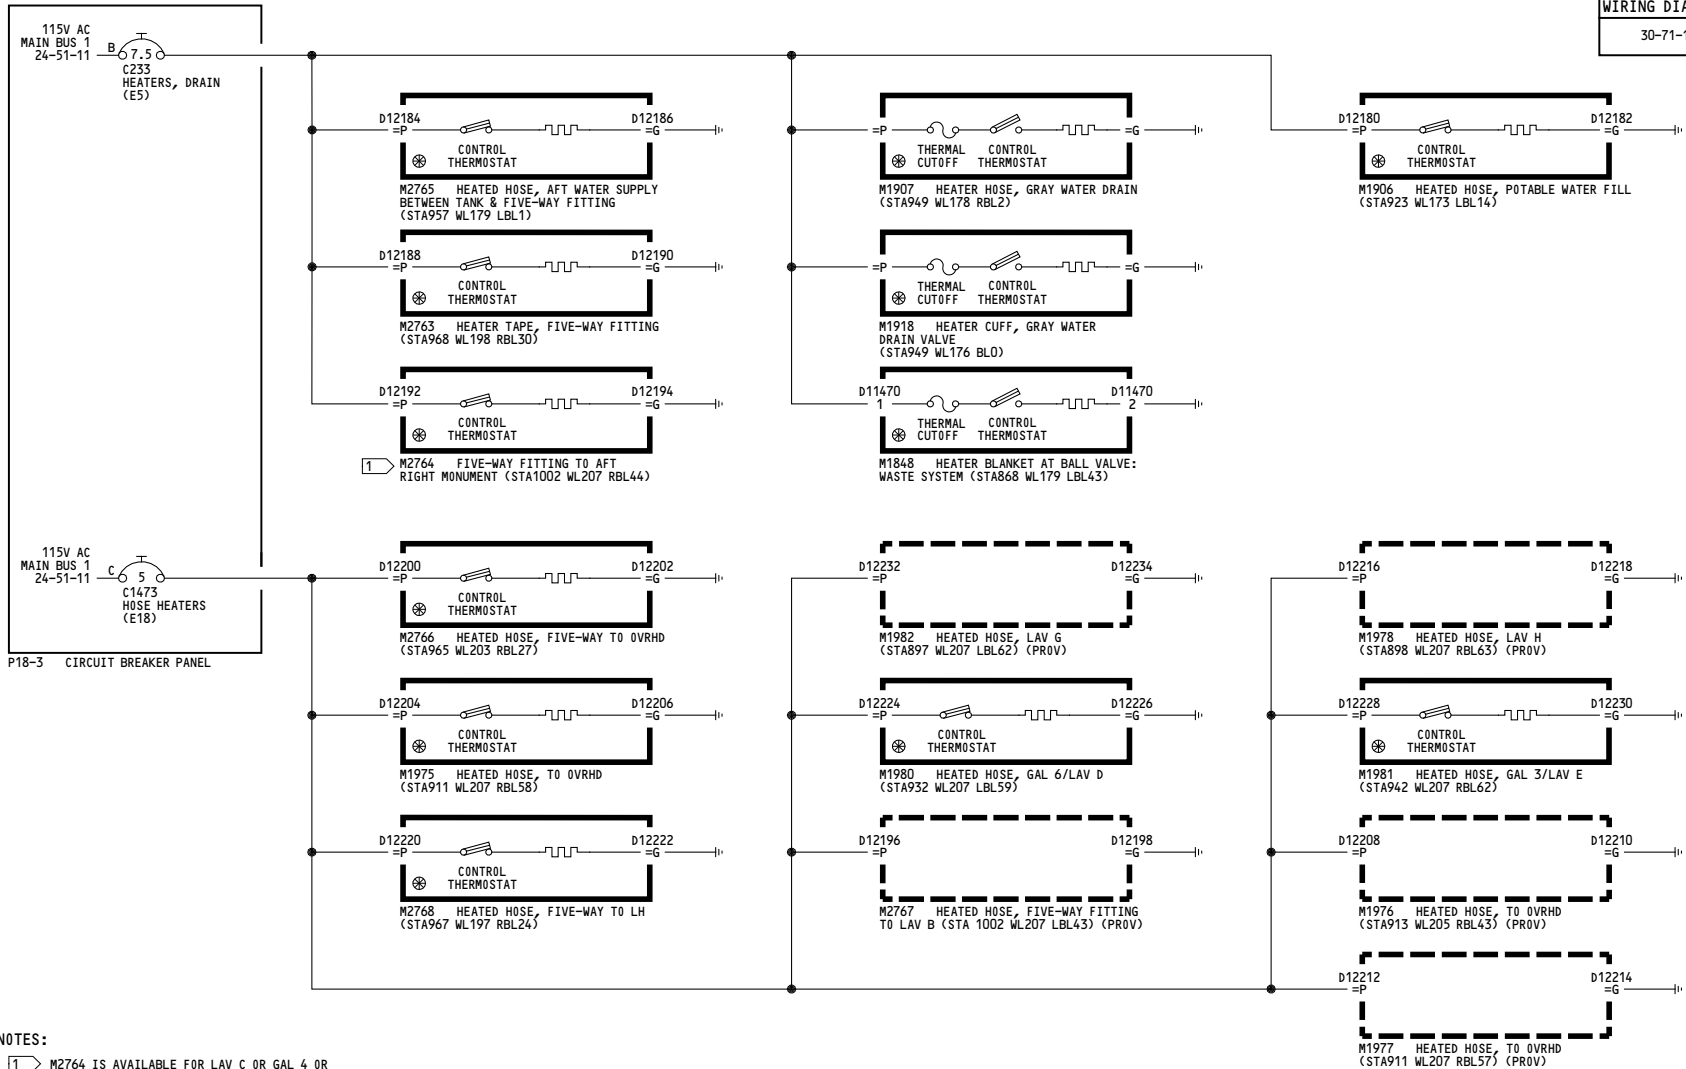 WIRING DIA
30-71-1
115V AC
MAIN BUS 1
24-51-11
B
7.5
C233
HEATERS, DRAIN
(E5)
D12184
=P
D12186
=G
CONTROL
THERMOSTAT
M2765 HEATED HOSE, AFT WATER SUPPLY
BETWEEN TANK & FIVE-WAY FITTING
(STA957 WL179 LBL1)
=P
=G
THERMAL
CUTOFF
CONTROL
THERMOSTAT
M1907 HEATER HOSE, GRAY WATER DRAIN
(STA949 WL178 RBL2)
D12180
=P
D12182
=G
CONTROL
THERMOSTAT
M1906 HEATED HOSE, POTABLE WATER FILL
(STA923 WL173 LBL14)
D12188
=P
D12190
=G
CONTROL
THERMOSTAT
M2763 HEATER TAPE, FIVE-WAY FITTING
(STA968 WL198 RBL30)
=P
=G
THERMAL
CUTOFF
CONTROL
THERMOSTAT
M1918 HEATER CUFF, GRAY WATER
DRAIN VALVE
(STA949 WL176 BL0)
D12192
=P
D12194
=G
CONTROL
THERMOSTAT
1
M2764 FIVE-WAY FITTING TO AFT
RIGHT MONUMENT (STA1002 WL207 RBL44)
D11470
1
D11470
2
THERMAL
CUTOFF
CONTROL
THERMOSTAT
M1848 HEATER BLANKET AT BALL VALVE:
WASTE SYSTEM (STA868 WL179 LBL43)
115V AC
MAIN BUS 1
24-51-11
C
5
C1473
HOSE HEATERS
(E18)
P18-3 CIRCUIT BREAKER PANEL
D12200
=P
D12202
=G
CONTROL
THERMOSTAT
M2766 HEATED HOSE, FIVE-WAY TO OVRHD
(STA965 WL203 RBL27)
D12232
=P
D12234
=G
M1982 HEATED HOSE, LAV G
(STA897 WL207 LBL62) (PROV)
D12216
=P
D12218
=G
M1978 HEATED HOSE, LAV H
(STA898 WL207 RBL63) (PROV)
D12204
=P
D12206
=G
CONTROL
THERMOSTAT
M1975 HEATED HOSE, TO OVRHD
(STA911 WL207 RBL58)
D12224
=P
D12226
=G
CONTROL
THERMOSTAT
M1980 HEATED HOSE, GAL 6/LAV D
(STA932 WL207 LBL59)
D12228
=P
D12230
=G
CONTROL
THERMOSTAT
M1981 HEATED HOSE, GAL 3/LAV E
(STA942 WL207 RBL62)
D12220
=P
D12222
=G
CONTROL
THERMOSTAT
M2768 HEATED HOSE, FIVE-WAY TO LH
(STA967 WL197 RBL24)
D12196
=P
D12198
=G
M2767 HEATED HOSE, FIVE-WAY FITTING
TO LAV B (STA 1002 WL207 LBL43) (PROV)
D12208
=P
D12210
=G
M1976 HEATED HOSE, TO OVRHD
(STA913 WL205 RBL43) (PROV)
D12212
=P
D12214
=G
M1977 HEATED HOSE, TO OVRHD
(STA911 WL207 RBL57) (PROV)
NOTES:
1 M2764 IS AVAILABLE FOR LAV C OR GAL 4 OR